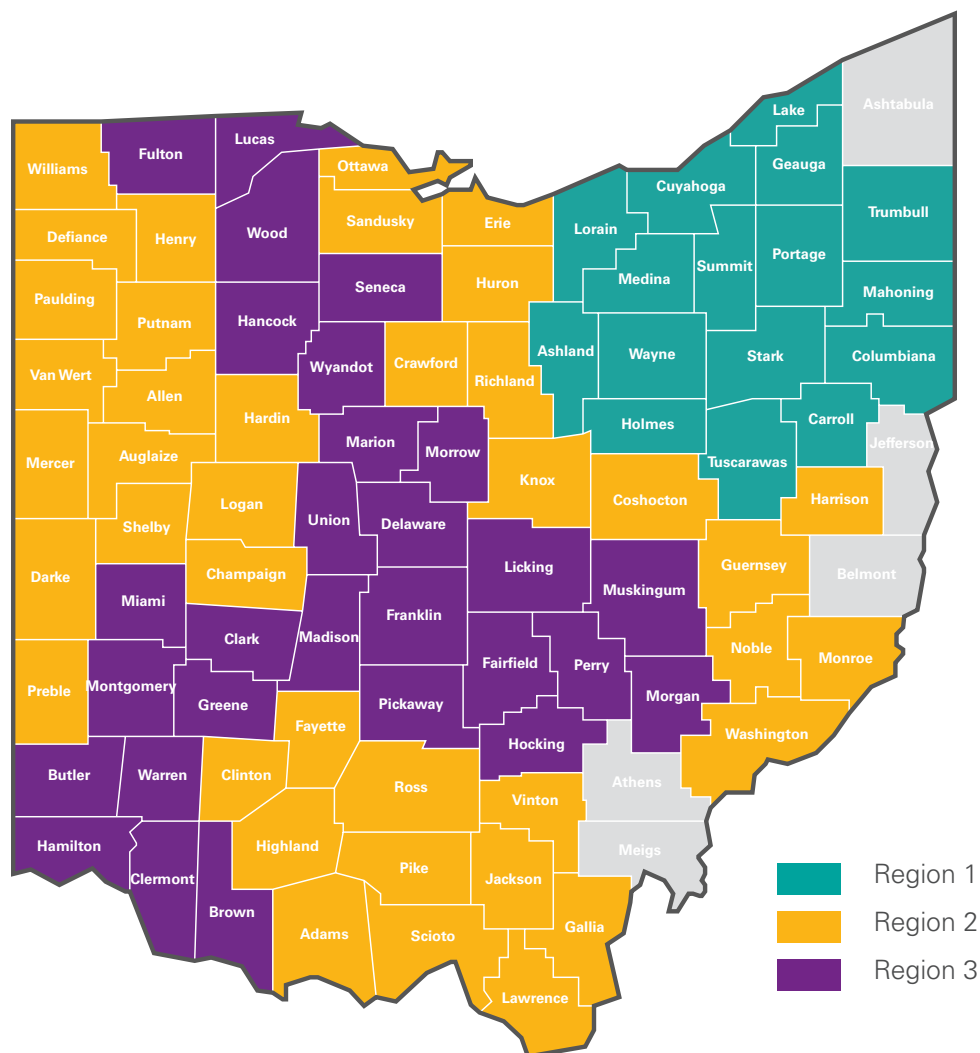 Ashtabula
Lake
Geauga
Lucas
Fulton
Williams
Ottawa
Cuyahoga
Trumbull
Sandusky
Erie
Lorain
Wood
Defiance
Henry
Portage
Summit
Medina
Seneca
Huron
Mahoning
Paulding
Hancock
Putnam
Ashland
Wayne
Stark
Columbiana
Wyandot
Crawford
Richland
Van Wert
Allen
Hardin
Carroll
Holmes
Marion
Morrow
Jefferson
Mercer
Auglaize
Tuscarawas
Knox
Coshocton
Harrison
Logan
Union
Delaware
Shelby
Guernsey
Licking
Belmont
Darke
Champaign
Muskingum
Miami
Franklin
Clark
Madison
Noble
Monroe
Fairfield
Perry
Preble
Montgomery
Morgan
Greene
Pickaway
Fayette
Washington
Hocking
Butler
Warren
Clinton
Ross
Athens
Vinton
Hamilton
Highland
Meigs
Pike
Clermont
Jackson
Brown
Gallia
Adams
Scioto
Lawrence
Region 1
Region 2
Region 3